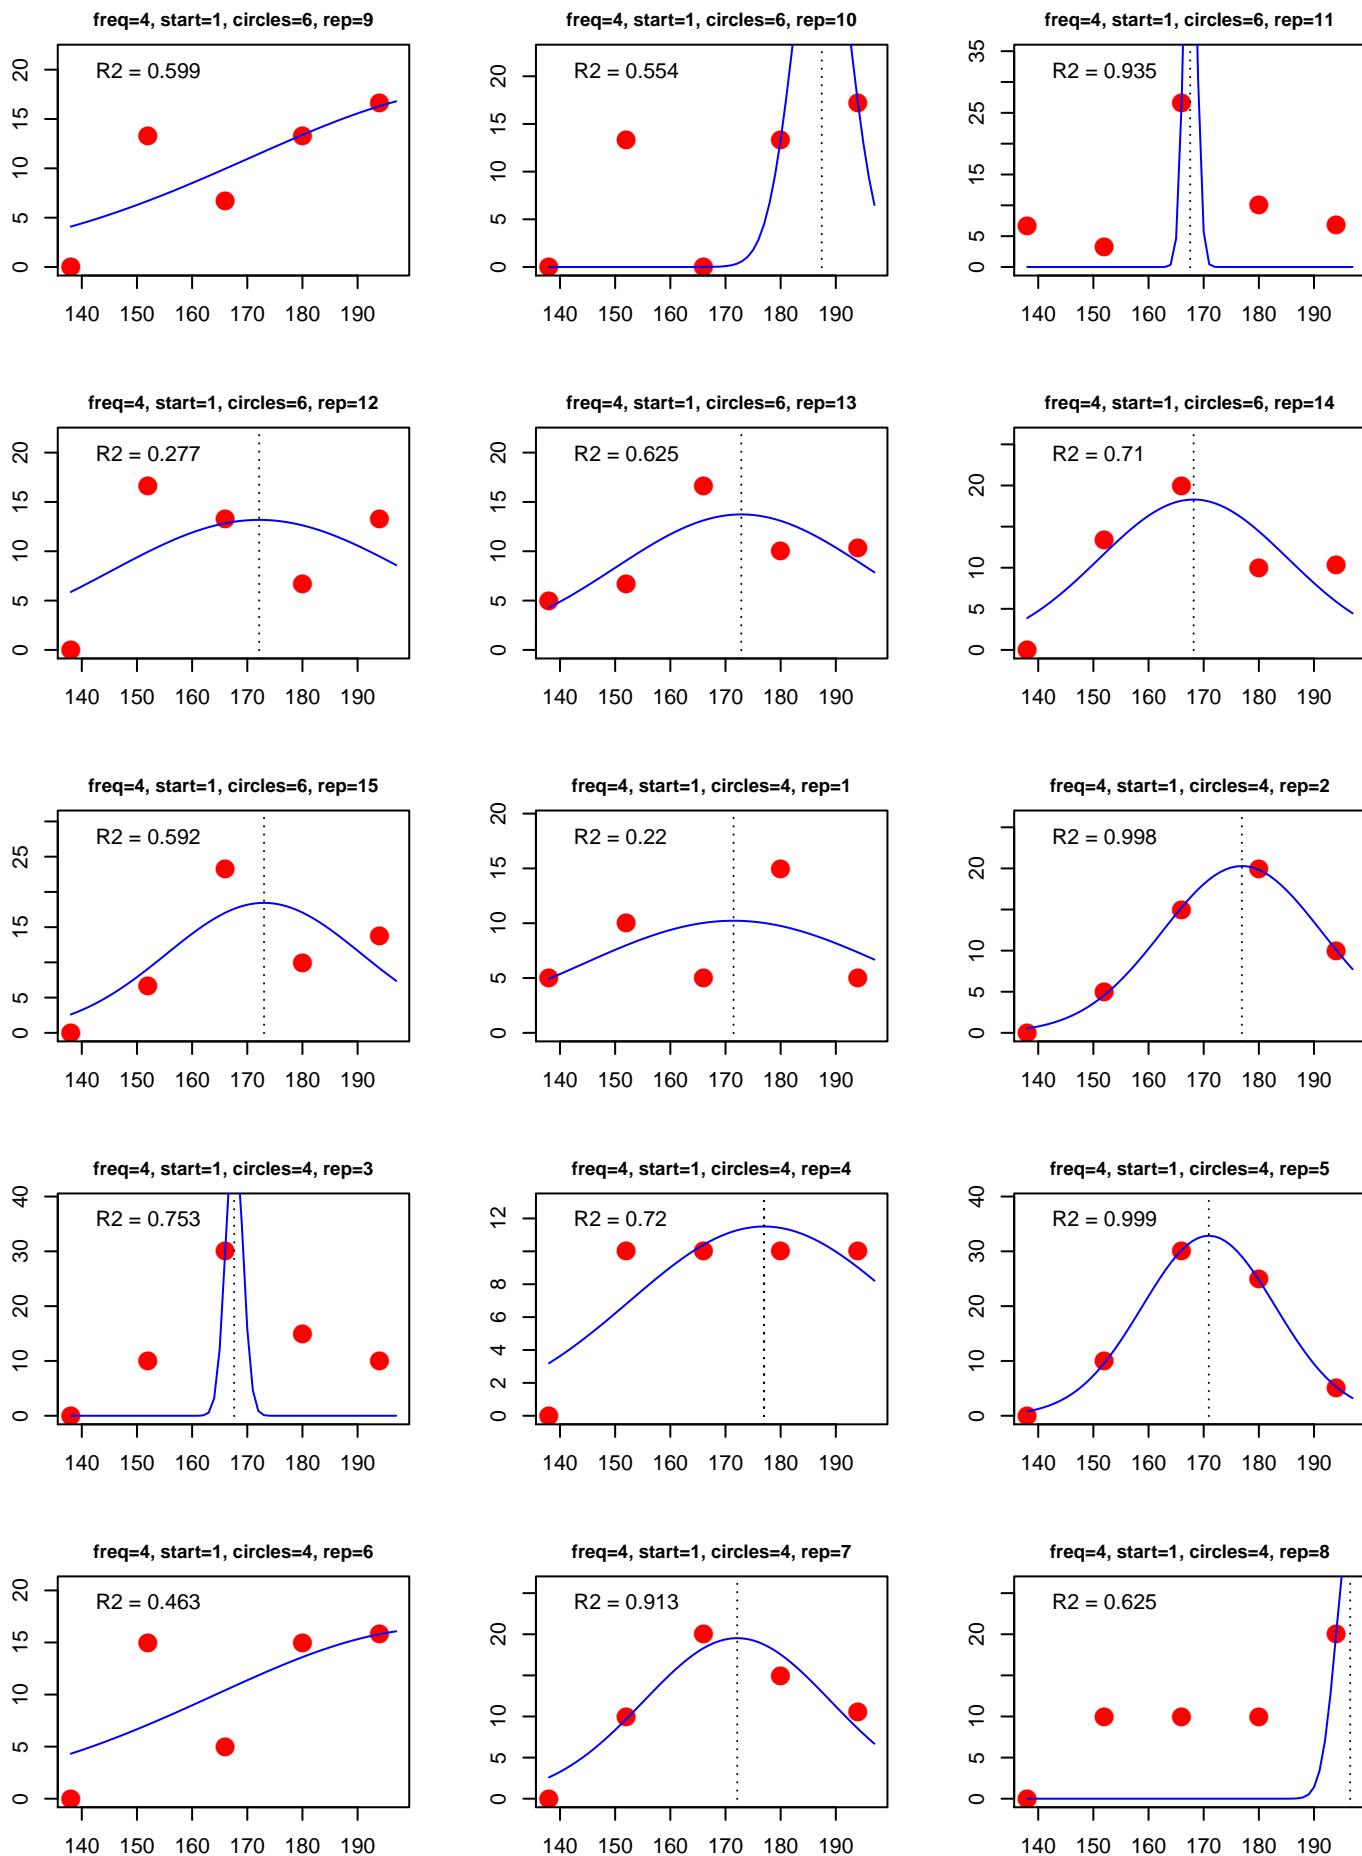 freq=4, start=1, circles=6, rep=9
R2 = 0.599
0 5 10 15 20
140 150 160 170 180 190
freq=4, start=1, circles=6, rep=10
R2 = 0.554
0 5 10 15 20
140 150 160 170 180 190
freq=4, start=1, circles=6, rep=11
R2 = 0.935
0 5 15 25 35
140 150 160 170 180 190
freq=4, start=1, circles=6, rep=12
R2 = 0.277
0 5 10 15 20
140 150 160 170 180 190
freq=4, start=1, circles=6, rep=13
R2 = 0.625
0 5 10 15 20
140 150 160 170 180 190
freq=4, start=1, circles=6, rep=14
R2 = 0.71
0 5 10 20
140 150 160 170 180 190
freq=4, start=1, circles=6, rep=15
R2 = 0.592
0 5 15 25
140 150 160 170 180 190
freq=4, start=1, circles=4, rep=1
R2 = 0.22
0 5 10 15 20
140 150 160 170 180 190
freq=4, start=1, circles=4, rep=2
R2 = 0.998
0 5 10 20
140 150 160 170 180 190
freq=4, start=1, circles=4, rep=3
R2 = 0.753
0 10 20 30 40
140 150 160 170 180 190
freq=4, start=1, circles=4, rep=4
R2 = 0.72
0 2 4 6 8 12
140 150 160 170 180 190
freq=4, start=1, circles=4, rep=5
R2 = 0.999
0 10 20 30 40
140 150 160 170 180 190
freq=4, start=1, circles=4, rep=6
R2 = 0.463
0 5 10 15 20
140 150 160 170 180 190
freq=4, start=1, circles=4, rep=7
R2 = 0.913
0 5 10 20
140 150 160 170 180 190
freq=4, start=1, circles=4, rep=8
R2 = 0.625
0 5 10 20
140 150 160 170 180 190